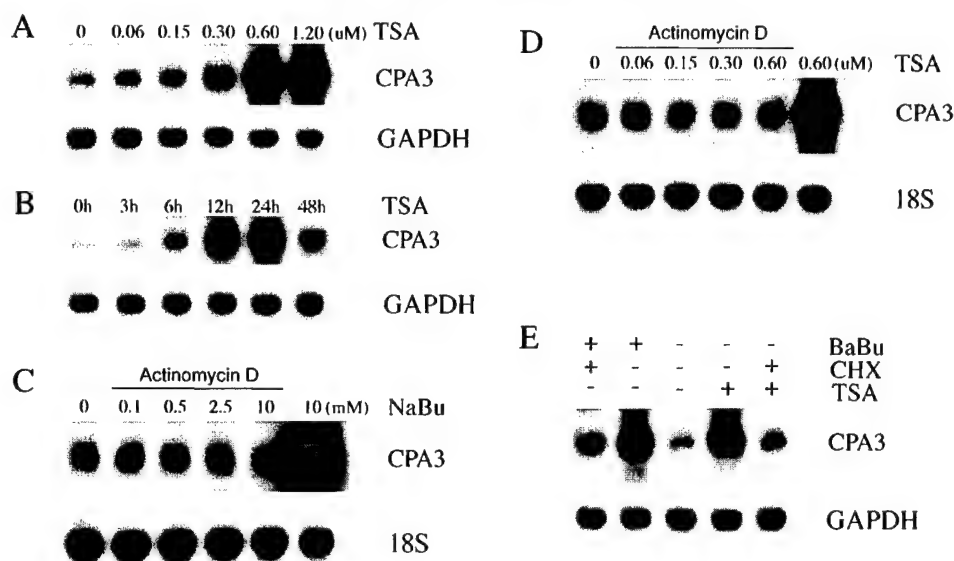 A
0 0.06 0.15 0.30 0.60 1.20 (uM) TSA
CPA3
GAPDH
B
0h 3h 6h 12h 24h 48h TSA
CPA3
GAPDH
C
Actinomycin D
0 0.1 0.5 2.5 10 10 (mM) NaBu
CPA3
18S
D
Actinomycin D
0 0.06 0.15 0.30 0.60 0.60 (uM) TSA
CPA3
18S
E
+ + - - - BaBu
+ - - - + CHX
- - - + + TSA
CPA3
GAPDH